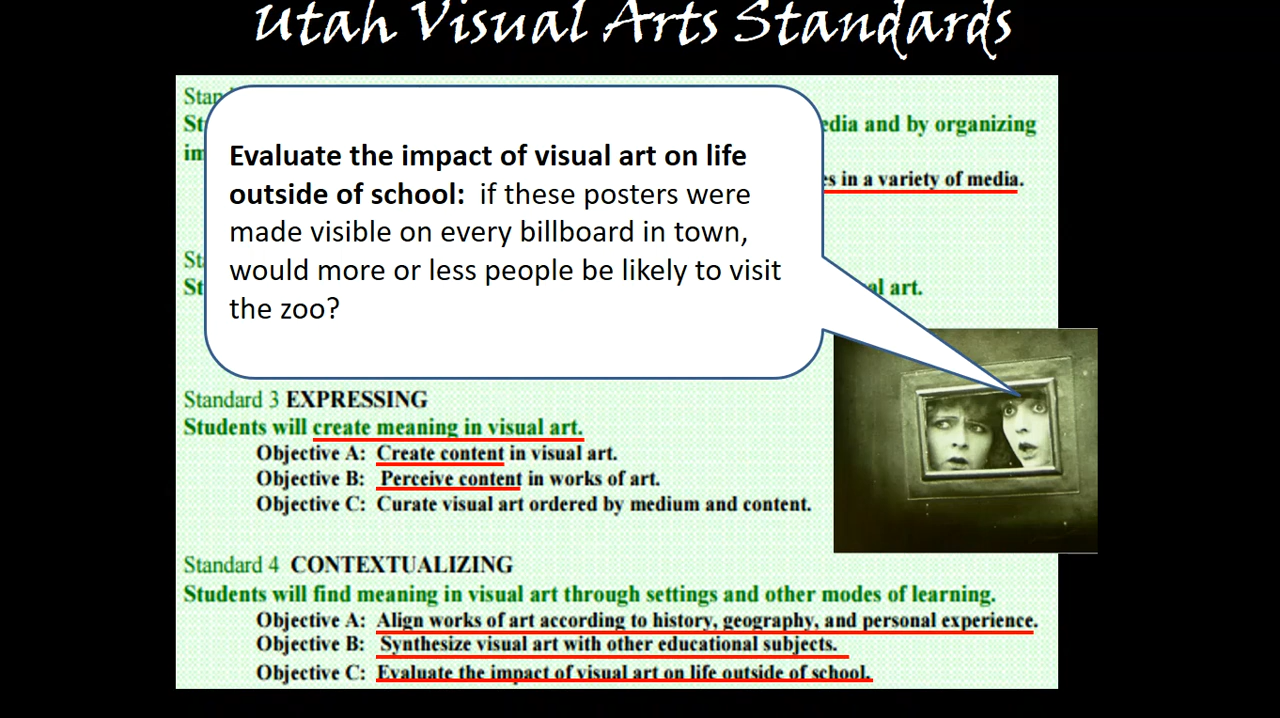 Utah Visual Arts Standards
edia and by organizing
Evaluate the impact of visual art on life
outside of school: if these posters were
made visible on every billboard in town,
would more or less people be likely to visit
the zoo?
in a variety of media.
art.
Standard 3 EXPRESSING
Students will create meaning in visual art.
Objective A: Create content in visual art.
Objective B: Perceive content in works of art.
Objective C: Curate visual art ordered by medium and content.
Standard 4 CONTEXTUALIZING
Students will find meaning in visual art through settings and other modes of learning.
Objective A: Align works of art according to history, geography, and personal experience.
Objective B: Synthesize visual art with other educational subjects.
Objective C: Evaluate the impact of visual art on life outside of school.